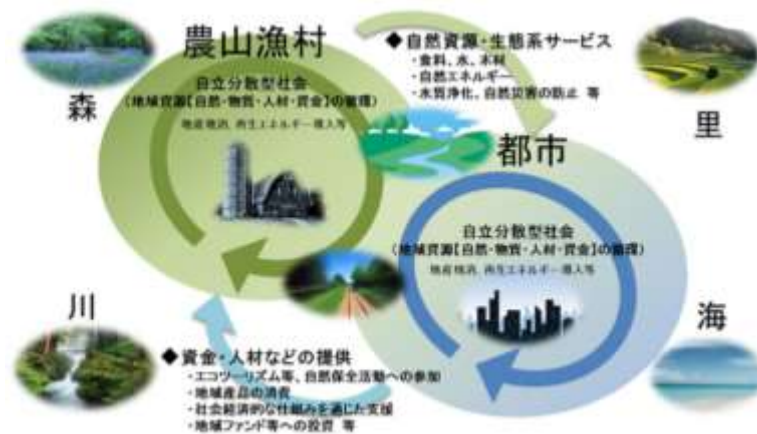 農山漁村
◆自然資源・生態系サービス
・食料、水、木材
・自然エネルギー
・水質浄化、自然災害の防止 等
森
里
自立分散型社会
(地域資源【自然・物質・人材・資金】の循環)
地産地消、再生エネルギー導入等
都市
自立分散型社会
(地域資源【自然・物質・人材・資金】の循環)
地産地消、再生エネルギー導入等
川
海
◆資金・人材などの提供
・エコツーリズム等、自然保全活動への参加
・地域産品の消費
・社会経済的な仕組みを通じた支援
・地域ファンド等への投資 等